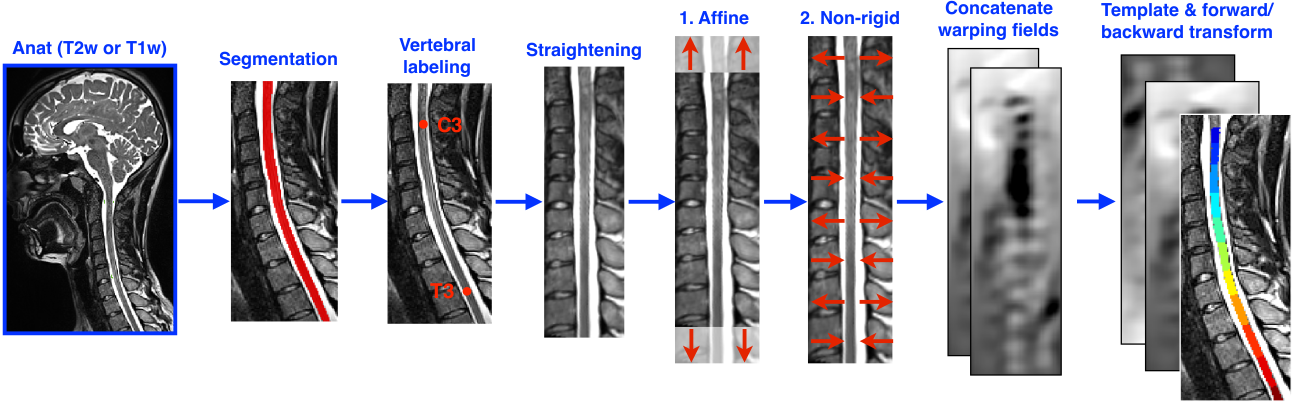 Anat (T2w or T1w)
Segmentation
Vertebral
labeling
C3
T3
Straightening
1. Affine
2. Non-rigid
Concatenate
warping fields
Template & forward/
backward transform